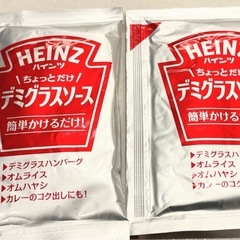 HEINZ
ハインツ
ちょっとだけ
デミグラスソース
簡単かけるだけ!
▸デミグラスハンバーグ
▸オムライス
▸オムハヤシ
▸カレーのコク出しにも!
HEINZ
ハインツ
ちょっとだけ
デミグラスソ
簡単かける
▸デミグラスハ
▸オムライス
▸オムハヤシ
▸カレーのコク